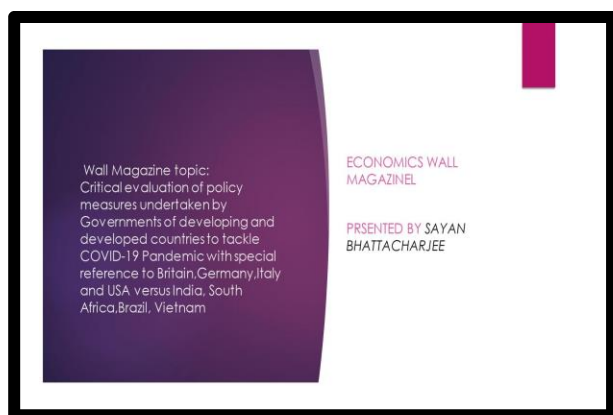 Wall Magazine topic:
Critical evaluation of policy
measures undertaken by
Governments of developing and
developed countries to tackle
COVID-19 Pandemic with special
reference to Britain,Germany,Italy
and USA versus India, South
Africa,Brazil, Vietnam
ECONOMICS WALL
MAGAZINEL
PRSENTED BY SAYAN
BHATTACHARJEE